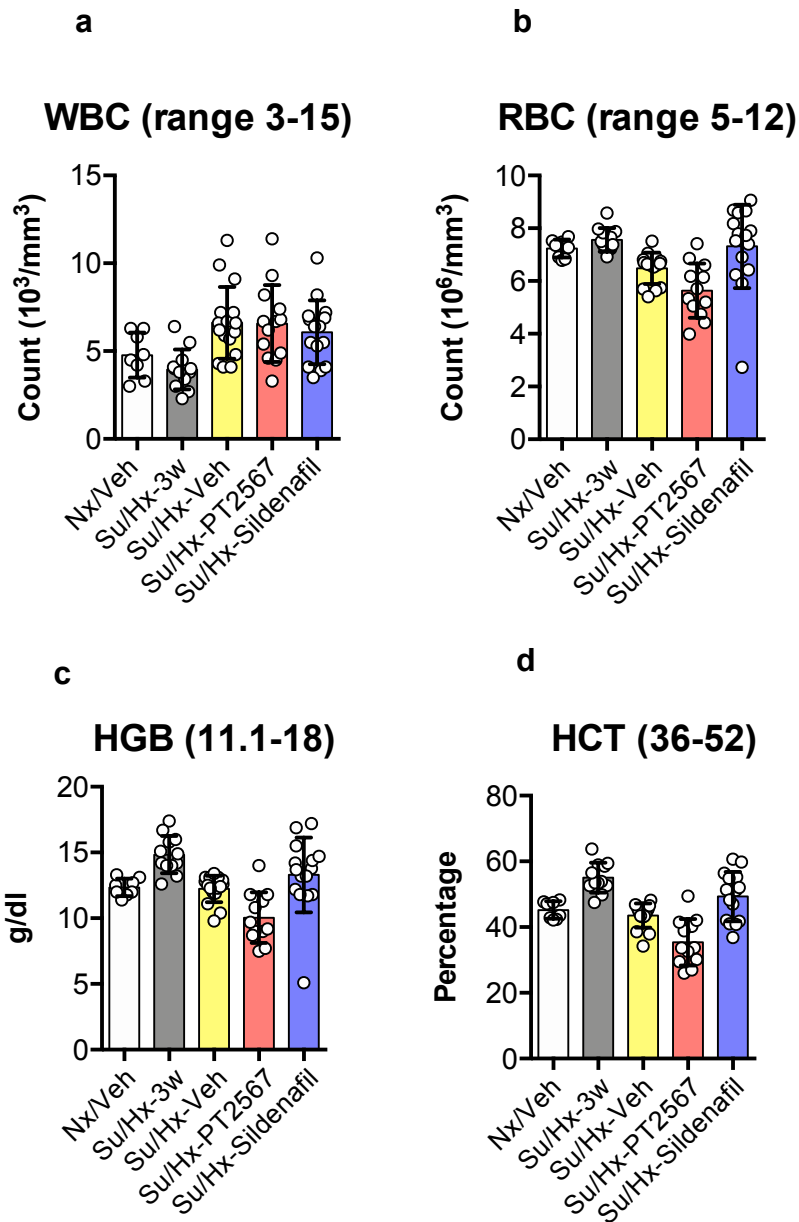 a
WBC (range 3-15)
Count (10³/mm³)
15
10
5
0
Nx/Veh
Su/Hx-3w
Su/Hx-Veh
Su/Hx-PT2567
Su/Hx-Sildenafil
b
RBC (range 5-12)
Count (10⁶/mm³)
10
8
6
4
2
0
Nx/Veh
Su/Hx-3w
Su/Hx-Veh
Su/Hx-PT2567
Su/Hx-Sildenafil
c
HGB (11.1-18)
g/dl
20
15
10
5
0
Nx/Veh
Su/Hx-3w
Su/Hx-Veh
Su/Hx-PT2567
Su/Hx-Sildenafil
d
HCT (36-52)
Percentage
80
60
40
20
0
Nx/Veh
Su/Hx-3w
Su/Hx-Veh
Su/Hx-PT2567
Su/Hx-Sildenafil